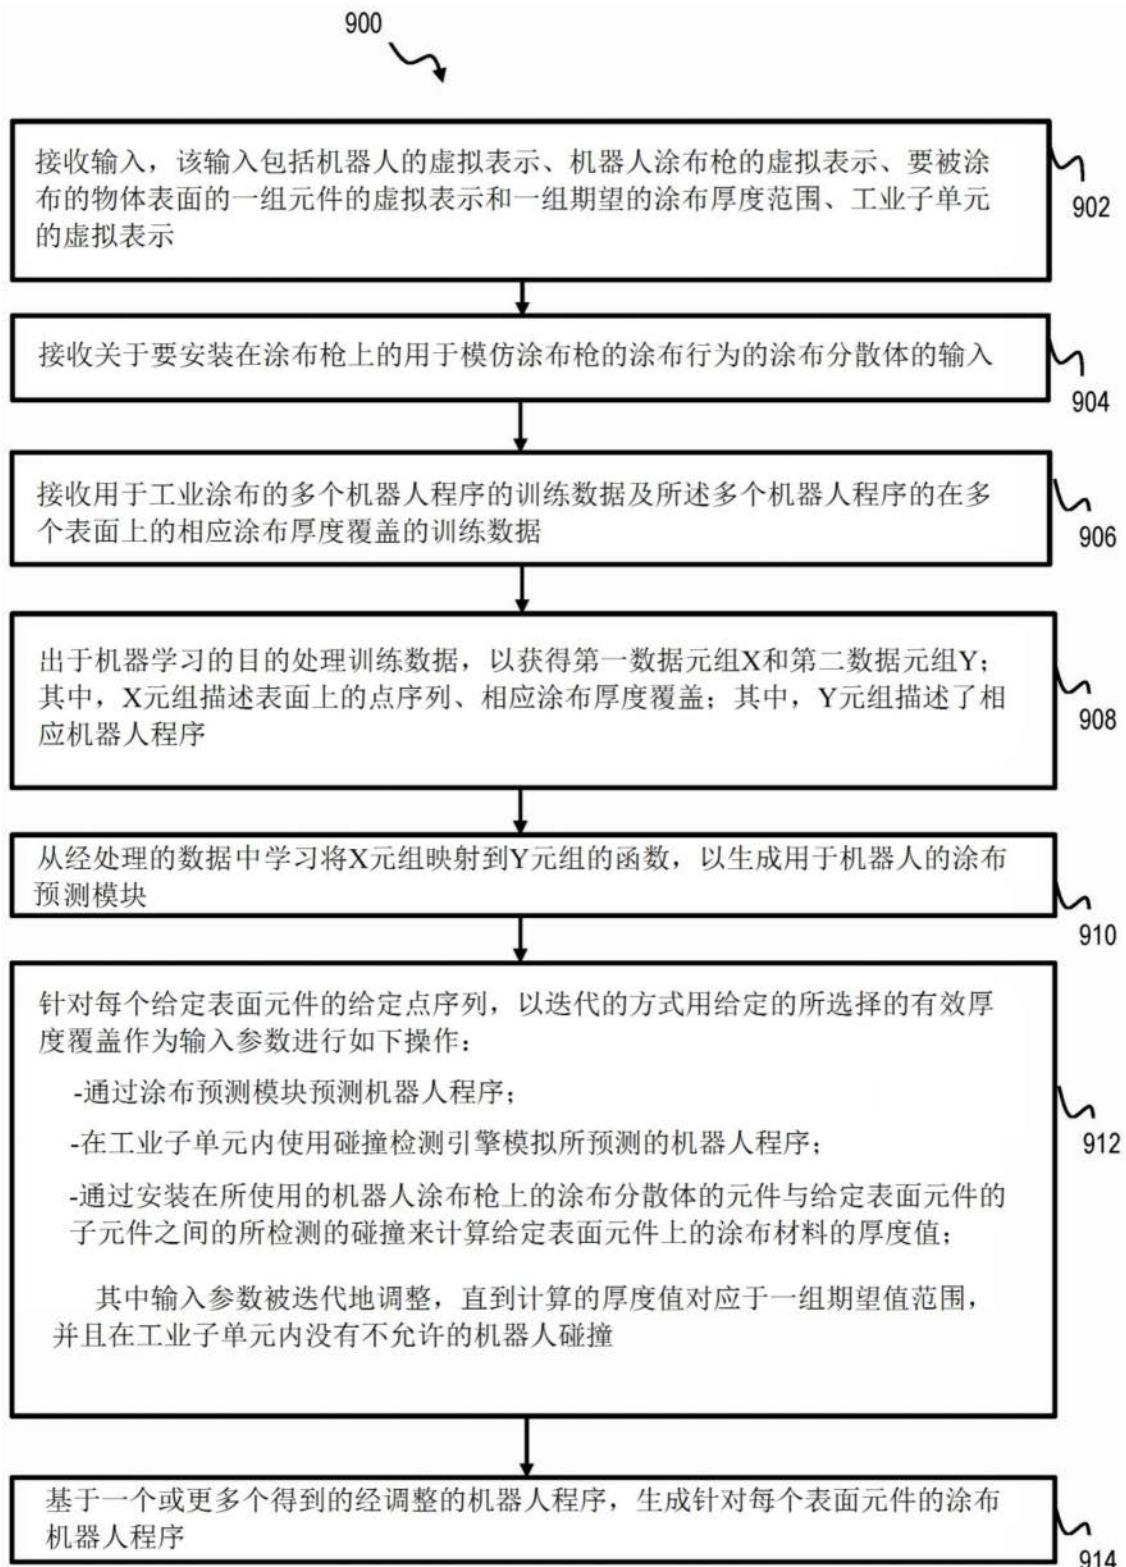 900
接收输入，该输入包括机器人的虚拟表示、机器人涂布枪的虚拟表示、要被涂
布的物体表面的一组元件的虚拟表示和一组期望的涂布厚度范围、工业子单元
的虚拟表示
902
接收关于要安装在涂布枪上的用于模仿涂布枪的涂布行为的涂布分散体的输入
904
接收用于工业涂布的多个机器人程序的训练数据及所述多个机器人程序的在多
个表面上的相应涂布厚度覆盖的训练数据
906
出于机器学习的目的处理训练数据，以获得第一数据元组X和第二数据元组Y；
其中，X元组描述表面上的点序列、相应涂布厚度覆盖；其中，Y元组描述了相
应机器人程序
908
从经处理的数据中学习将X元组映射到Y元组的函数，以生成用于机器人的涂布
预测模块
910
针对每个给定表面元件的给定点序列，以迭代的方式用给定的所选择的有效厚
度覆盖作为输入参数进行如下操作：
-通过涂布预测模块预测机器人程序；
-在工业子单元内使用碰撞检测引擎模拟所预测的机器人程序；
-通过安装在所使用的机器人涂布枪上的涂布分散体的元件与给定表面元件的
子元件之间的所检测的碰撞来计算给定表面元件上的涂布材料的厚度值；
其中输入参数被迭代地调整，直到计算的厚度值对应于一组期望值范围，
并且在工业子单元内没有不允许的机器人碰撞
912
基于一个或更多个得到的经调整的机器人程序，生成针对每个表面元件的涂布
机器人程序
914